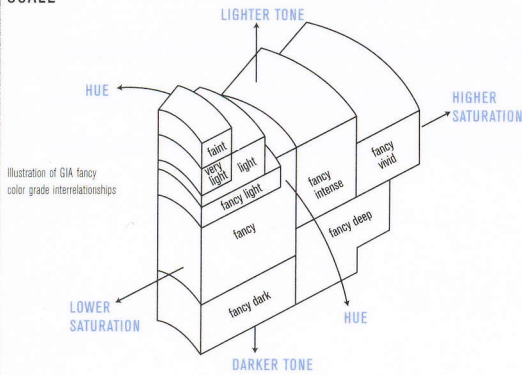 SCALE
LIGHTER TONE
HUE
HIGHER
SATURATION
Illustration of GIA fancy
color grade interrelationships
faint
very
light
light
fancy light
fancy
fancy dark
fancy
intense
fancy
vivid
fancy deep
LOWER
SATURATION
HUE
DARKER TONE